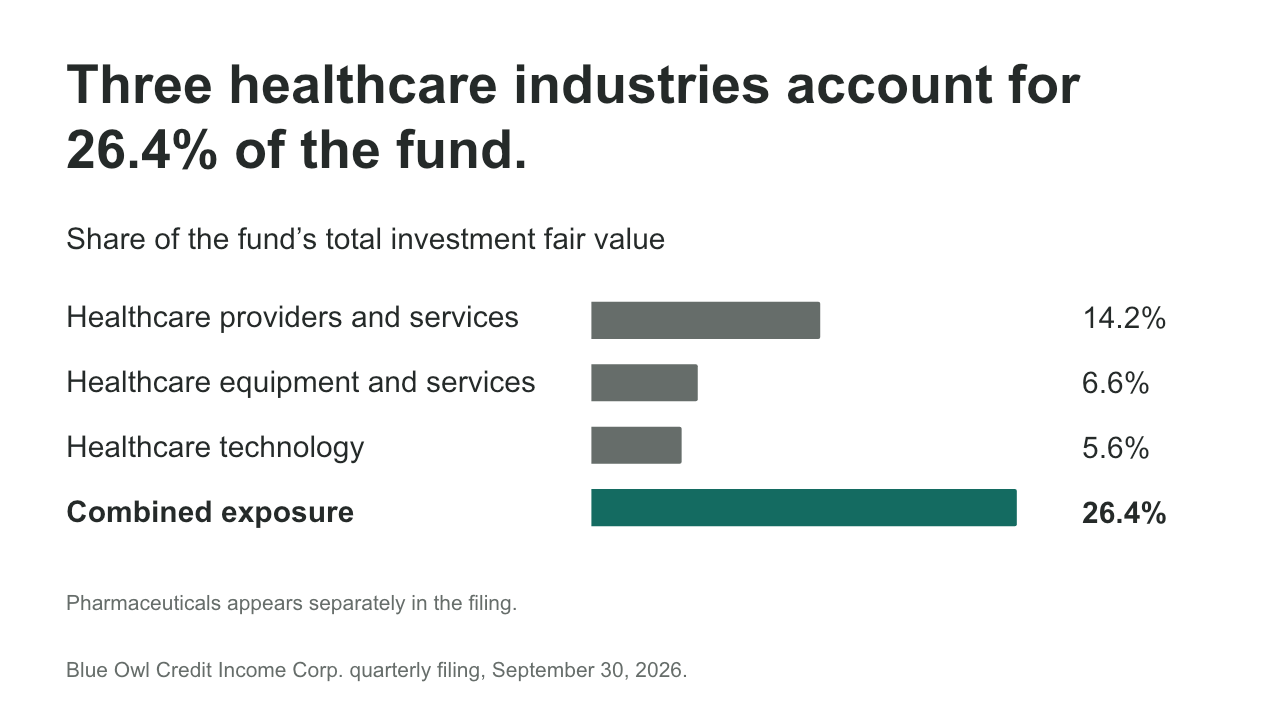 Three healthcare industries account for
26.4% of the fund.
Share of the fund’s total investment fair value
Healthcare providers and services 14.2%
Healthcare equipment and services 6.6%
Healthcare technology 5.6%
Combined exposure 26.4%
Pharmaceuticals appears separately in the filing.
Blue Owl Credit Income Corp. quarterly filing, September 30, 2026.